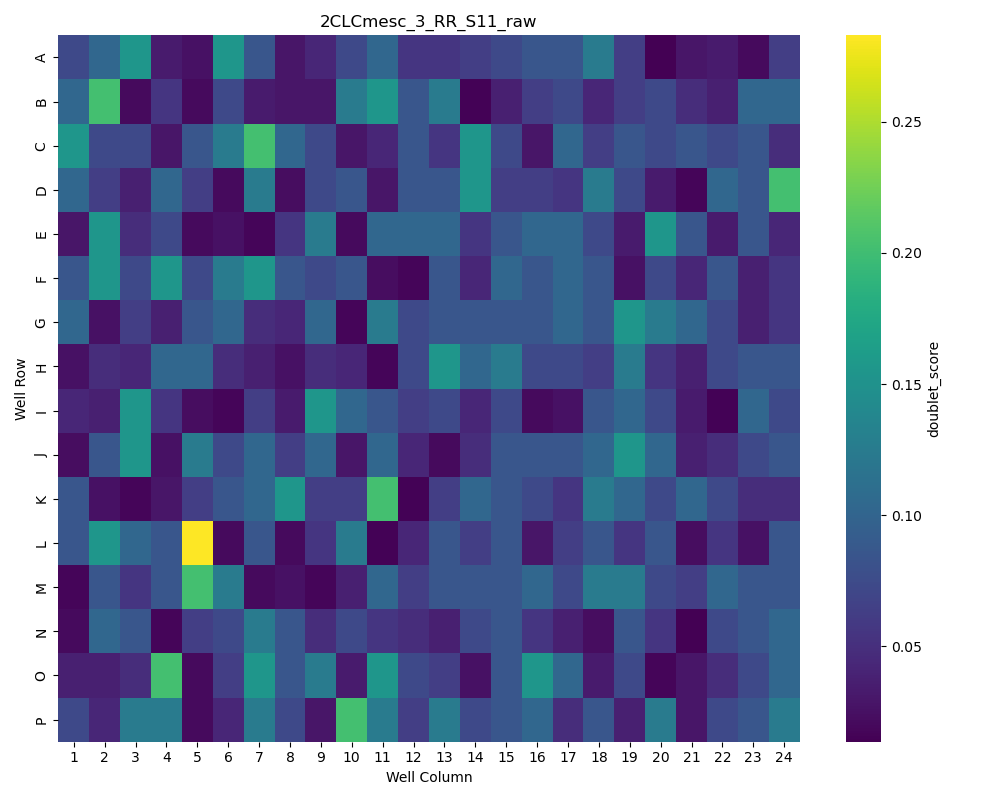 2CLCmesc_3_RR_S11_raw
Well Row
A
B
C
D
E
F
G
H
I
J
K
L
M
N
O
P
1 2 3 4 5 6 7 8 9 10 11 12 13 14 15 16 17 18 19 20 21 22 23 24
Well Column
0.25
0.20
0.15
0.10
0.05
doublet_score